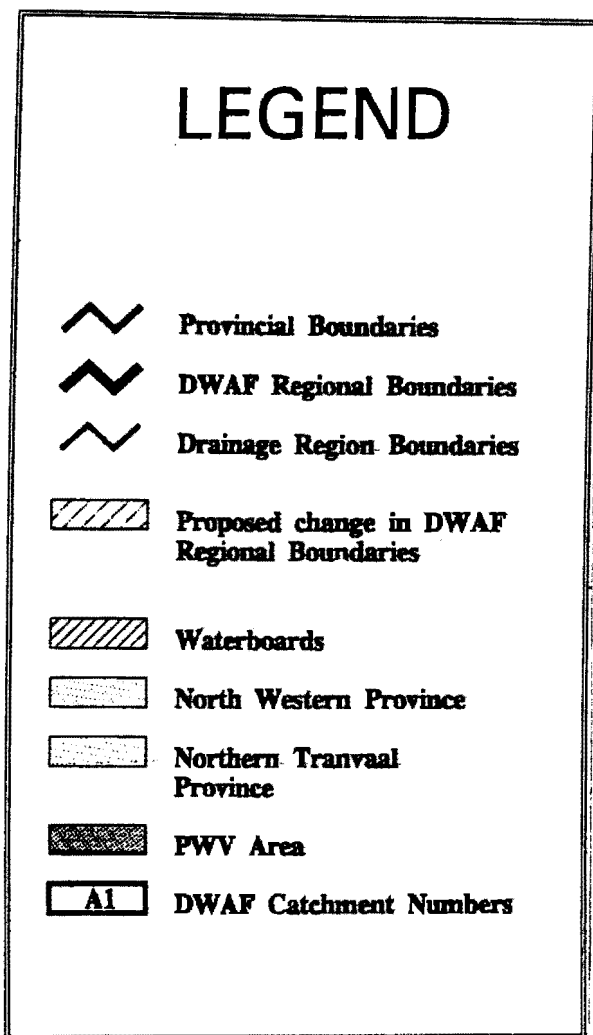 LEGEND
Provincial Boundaries
DWAF Regional Boundaries
Drainage Region Boundaries
Proposed change in DWAF
Regional Boundaries
Waterboards
North Western Province
Northern Tranvaal
Province
PWV Area
A1 DWAF Catchment Numbers